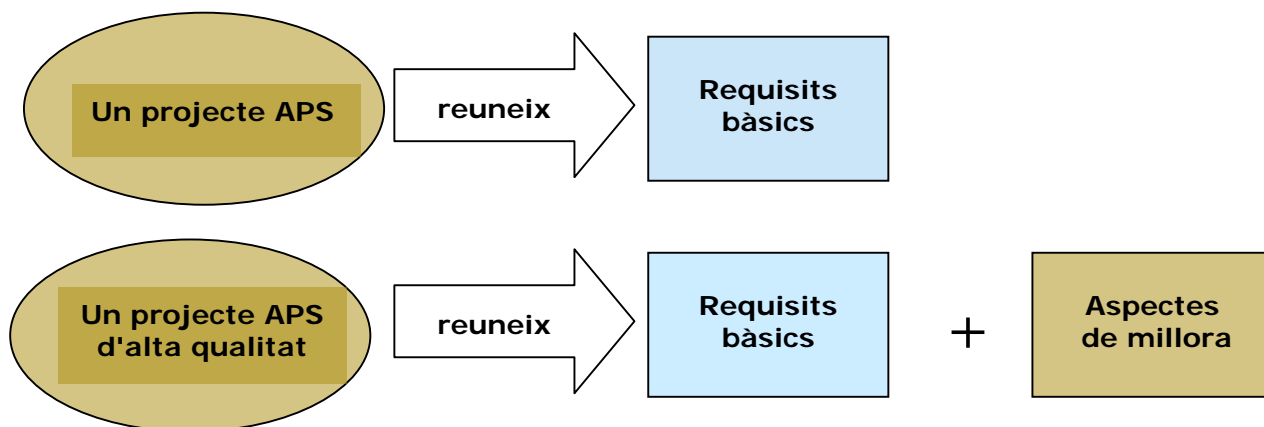 Un projecte APS
reuneix
Requisits
bàsics
Un projecte APS
d'alta qualitat
reuneix
Requisits
bàsics
+
Aspectes
de millora